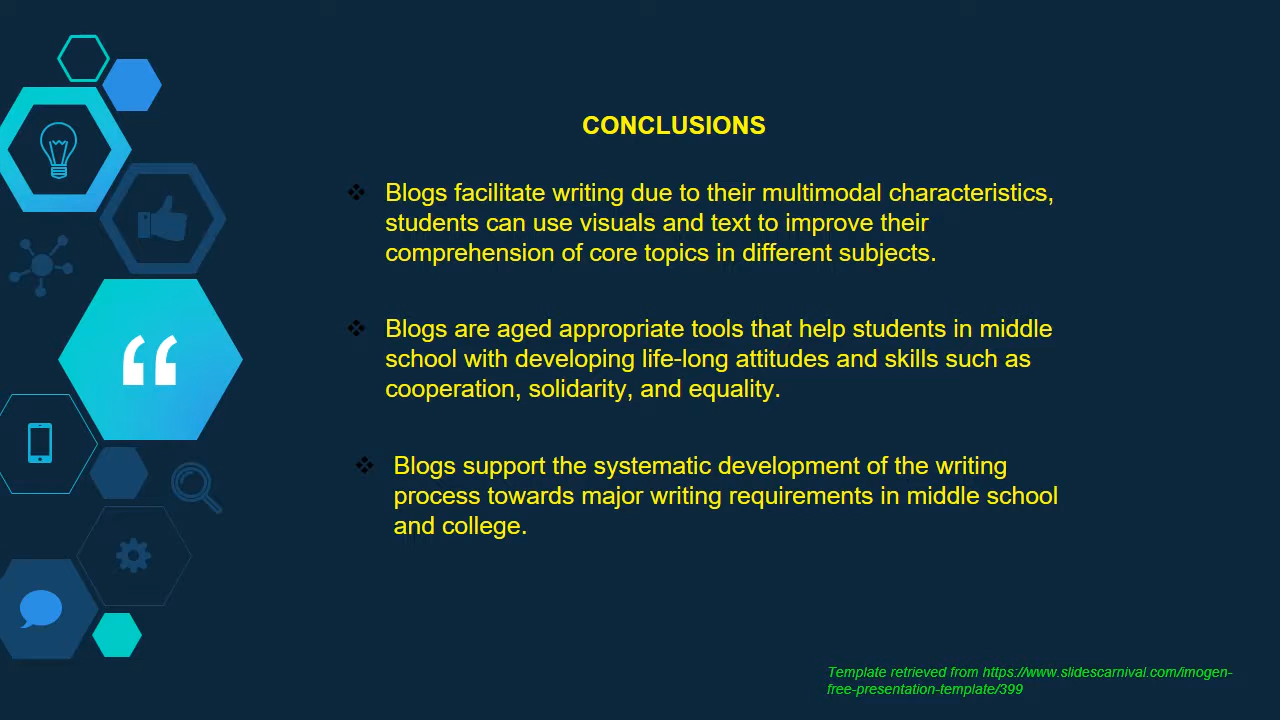 CONCLUSIONS
❖ Blogs facilitate writing due to their multimodal characteristics,
students can use visuals and text to improve their
comprehension of core topics in different subjects.
❖ Blogs are aged appropriate tools that help students in middle
school with developing life-long attitudes and skills such as
cooperation, solidarity, and equality.
❖ Blogs support the systematic development of the writing
process towards major writing requirements in middle school
and college.
“
Template retrieved from https://www.slidescarnival.com/imogen-
free-presentation-template/399